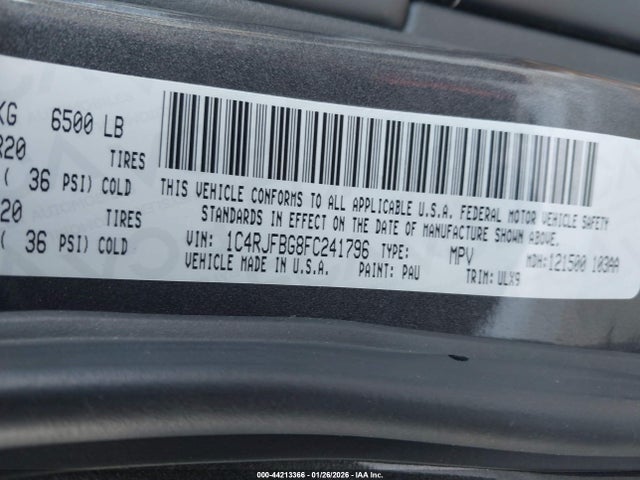 KG 6500 LB
R20 TIRES
( 36 PSI) COLD
20 TIRES
( 36 PSI) COLD
THIS VEHICLE CONFORMS TO ALL APPLICABLE U.S.A. FEDERAL MOTOR VEHICLE SAFETY
STANDARDS IN EFFECT ON THE DATE OF MANUFACTURE SHOWN ABOVE.
VIN: 1C4RJFBG8FC241796 TYPE: MPV MDH:121500 103AA
VEHICLE MADE IN U.S.A. PAINT: PAU TRIM: ULX9
000-44213366 | 01/26/2026 - © IAA Inc.